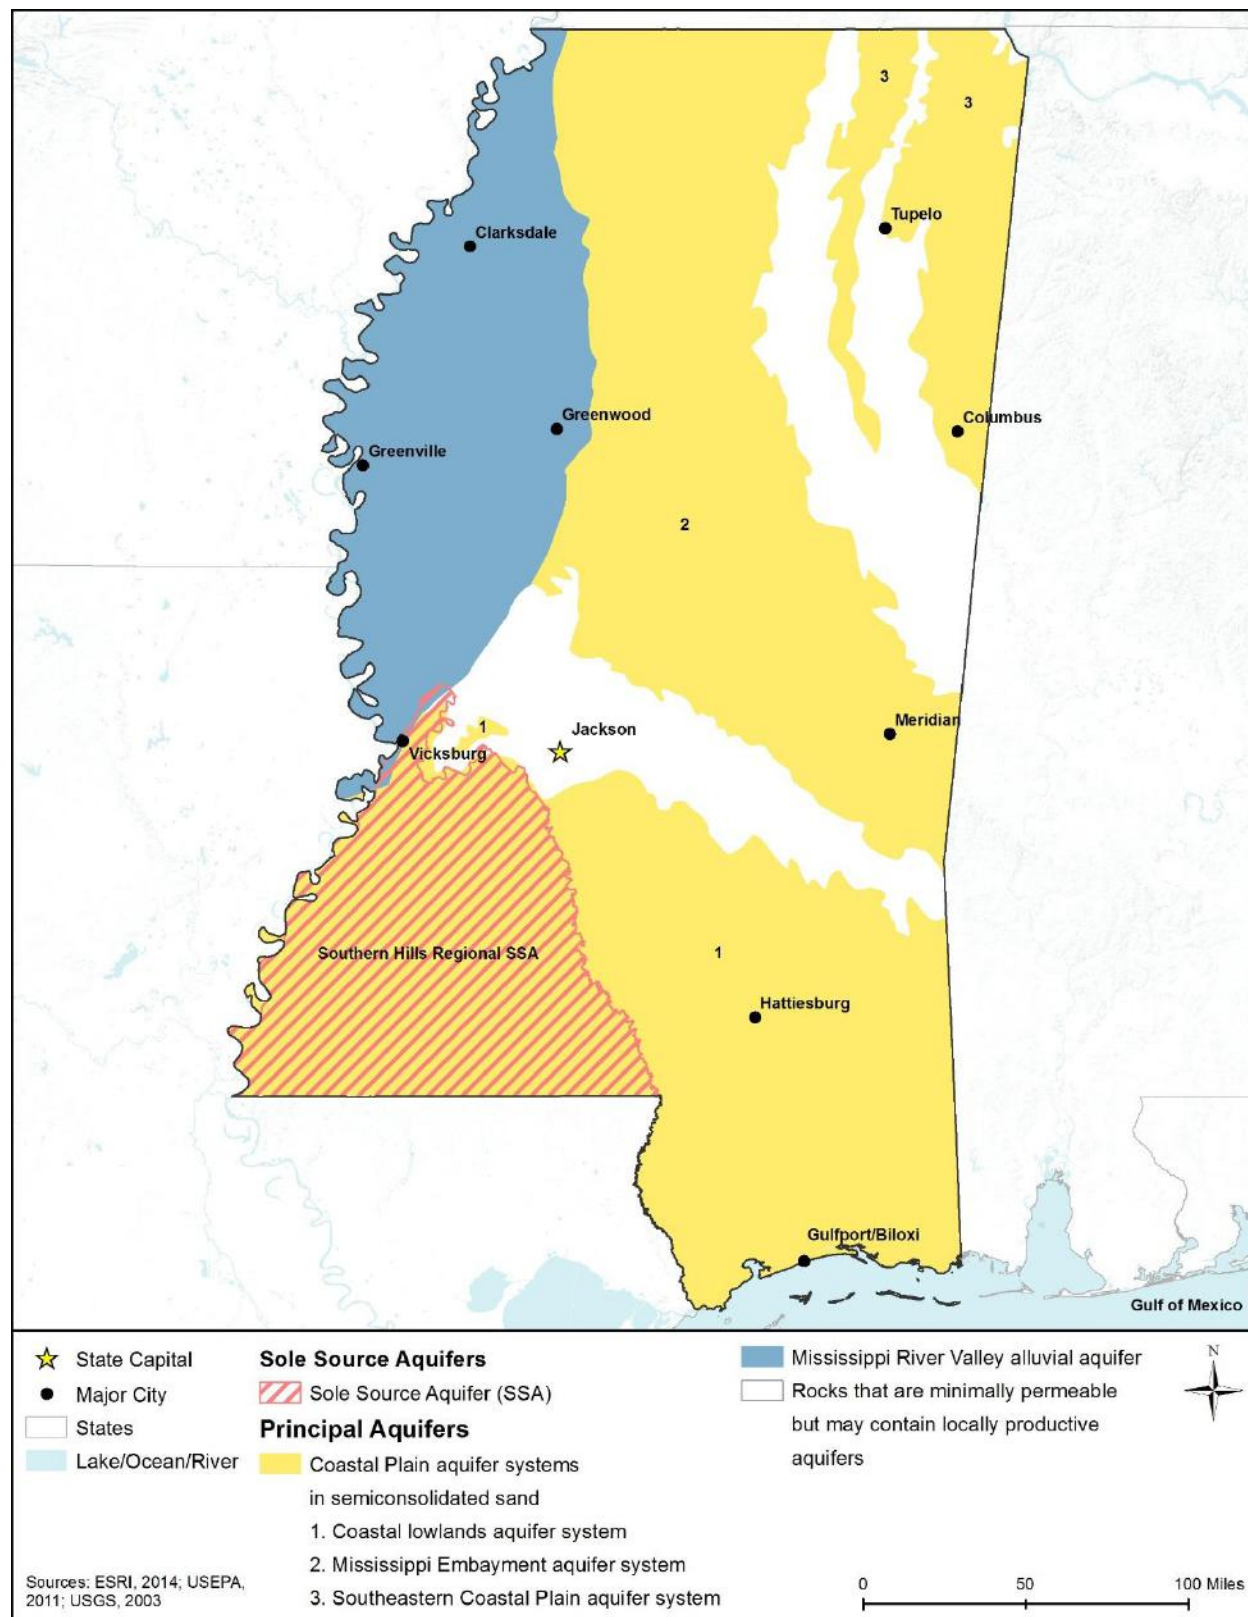 3
3
Tupelo
Clarksdale
Greenwood
Columbus
Greenville
2
Meridian
1
Jackson
Vicksburg
Southern Hills Regional SSA
1
Hattiesburg
Gulfport/Biloxi
Gulf of Mexico
State Capital
Major City
States
Lake/Ocean/River
Sources: ESRI, 2014; USEPA,
2011; USGS, 2003
Sole Source Aquifers
Sole Source Aquifer (SSA)
Principal Aquifers
Coastal Plain aquifer systems
in semiconsolidated sand
1. Coastal lowlands aquifer system
2. Mississippi Embayment aquifer system
3. Southeastern Coastal Plain aquifer system
Mississippi River Valley alluvial aquifer
Rocks that are minimally permeable
but may contain locally productive
aquifers
N
0 50 100 Miles